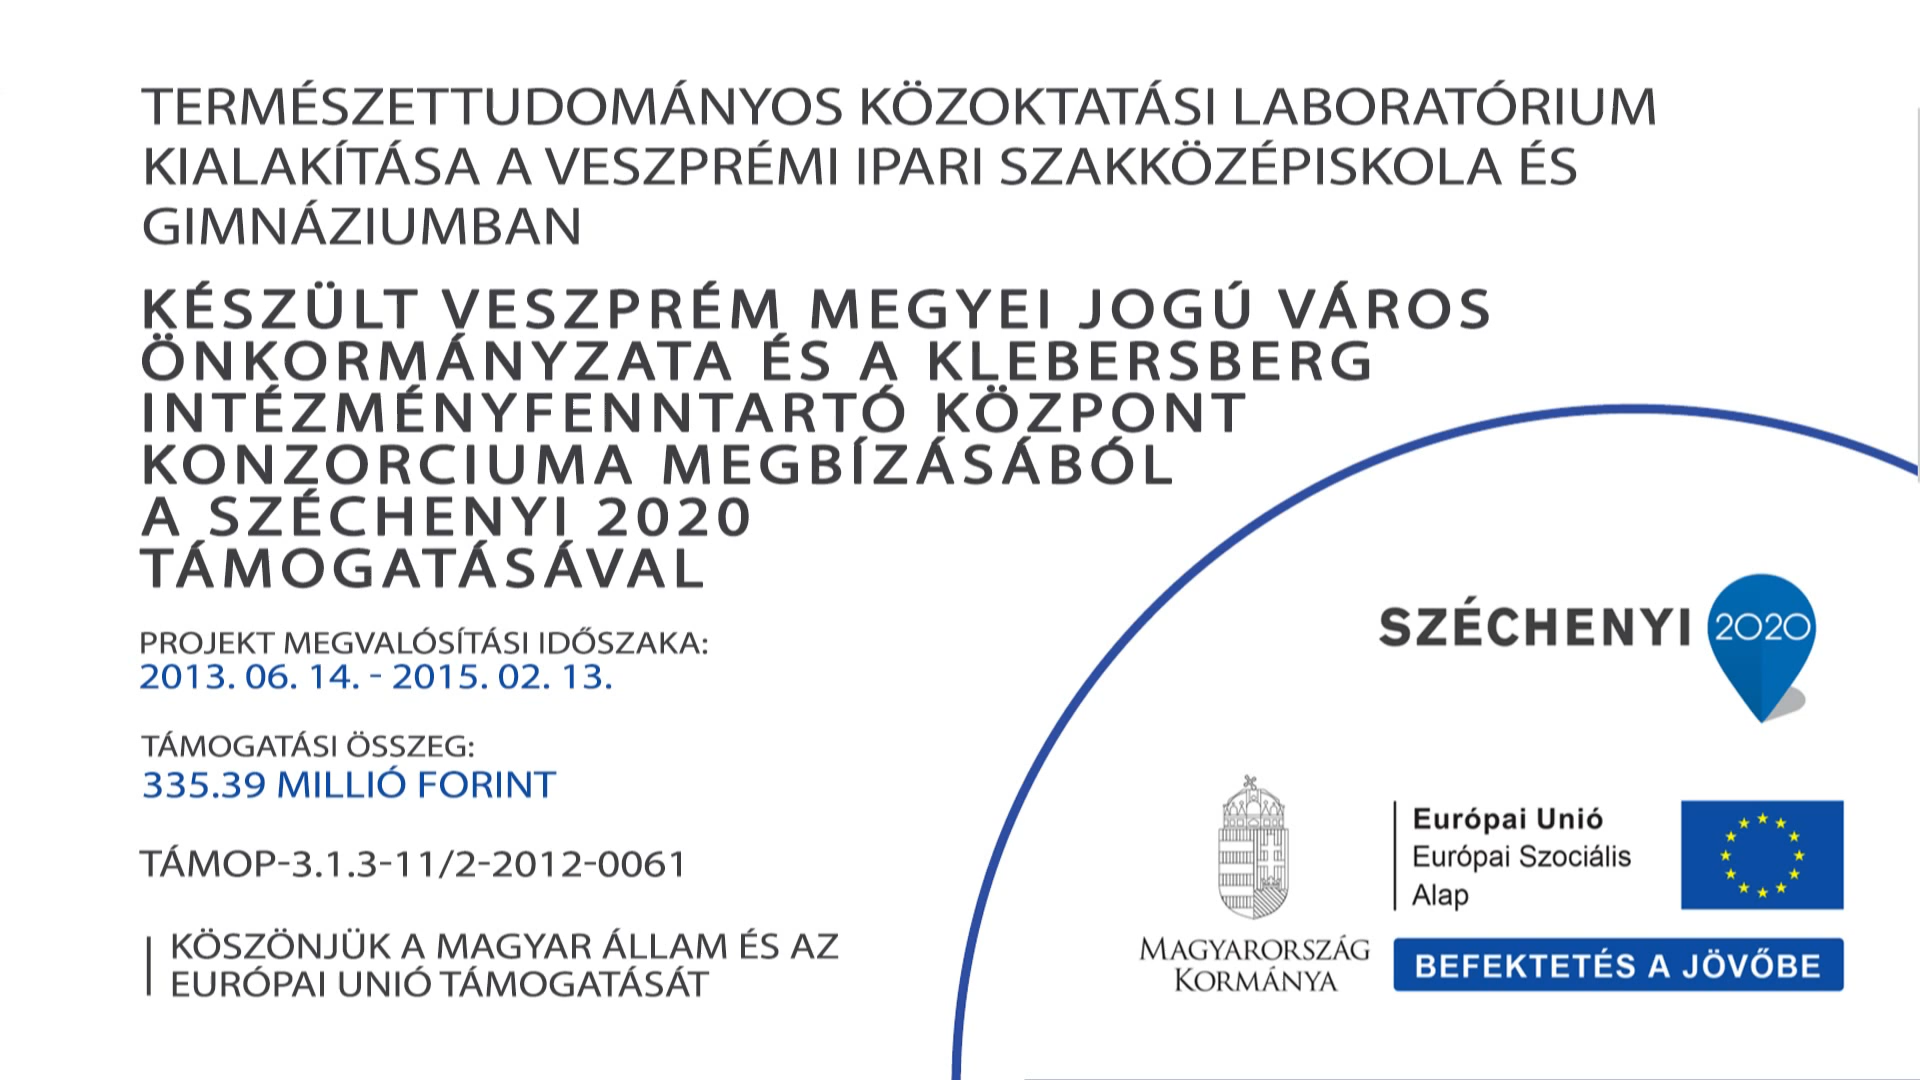 TERMÉSZETTUDOMÁNYOS KÖZOKTATÁSI LABORATÓRIUM
KIALAKÍTÁSA A VESZPRÉMI IPARI SZAKKÖZÉPISKOLA ÉS
GIMNÁZIUMBAN
KÉSZÜLT VESZPRÉM MEGYEI JOGÚ VÁROS
ÖNKORMÁNYZATA ÉS A KLEBERSBERG
INTÉZMÉNYFENNTARTÓ KÖZPONT
KONZORCIUMA MEGBÍZÁSÁBÓL
A SZÉCHENYI 2020
TÁMOGATÁSÁVAL
PROJEKT MEGVALÓSÍTÁSI IDŐSZAKA:
2013. 06. 14. - 2015. 02. 13.
TÁMOGATÁSI ÖSSZEG:
335.39 MILLIÓ FORINT
TÁMOP-3.1.3-11/2-2012-0061
KÖSZÖNJÜK A MAGYAR ÁLLAM ÉS AZ
EURÓPAI UNIÓ TÁMOGATÁSÁT
SZÉCHENYI 2020
MAGYARORSZÁG
KORMÁNYA
Európai Unió
Európai Szociális
Alap
BEFEKTETÉS A JÖVŐBE